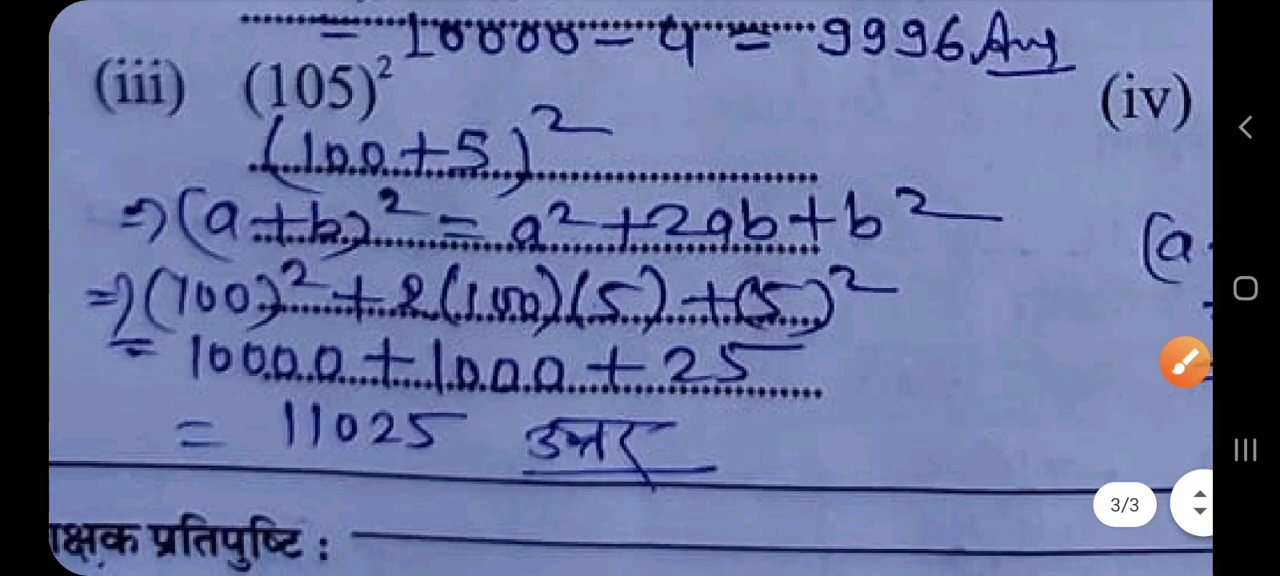 = 10000 - 4 = 9996 Ans
(iii) (105)² (iv)
(100+5)²
⇒ (a+b)² = a²+2ab+b² (a
⇒ (100)² + 2(100)(5) + (5)²
= 10000 + 1000 + 25
= 11025 उत्तर
3/3
क्षक प्रतिपुष्टि :